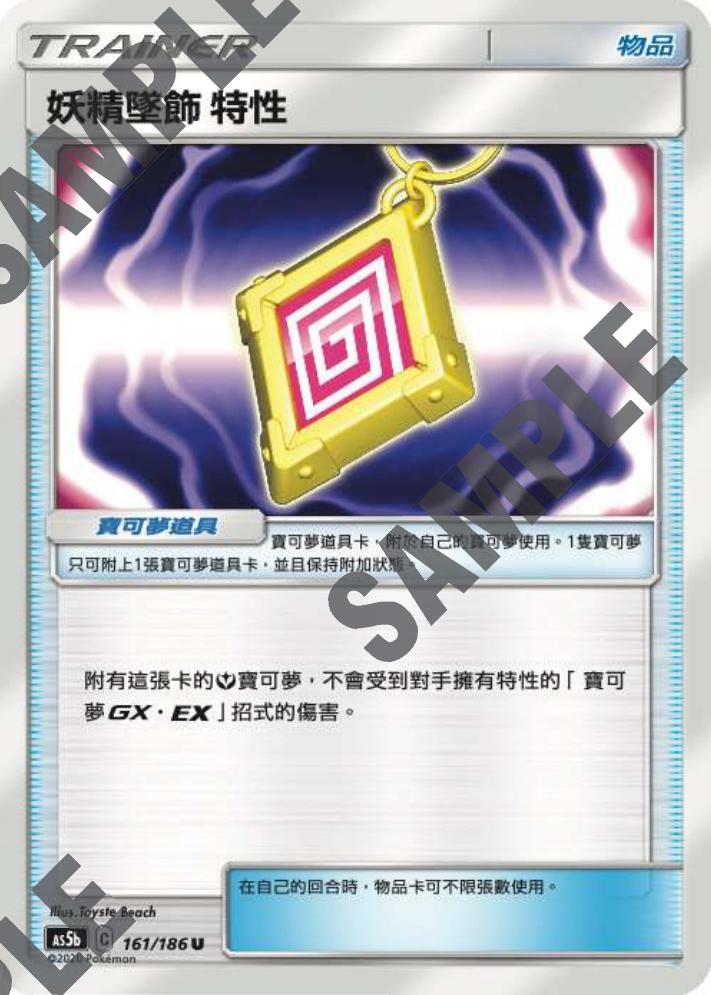 SAMPLE
TRAINER
物品
妖精墜飾 特性
SAMPLE
寶可夢道具
寶可夢道具卡,附於自己的寶可夢使用。1隻寶可夢
只可附上1張寶可夢道具卡,並且保持附加狀態。
附有這張卡的寶可夢,不會受到對手擁有特性的「寶可
夢GX・EX」招式的傷害。
在自己的回合時,物品卡可不限張數使用。
Illus. Toyste Beach
AS5b C 161/186 U
©2020 Pokémon